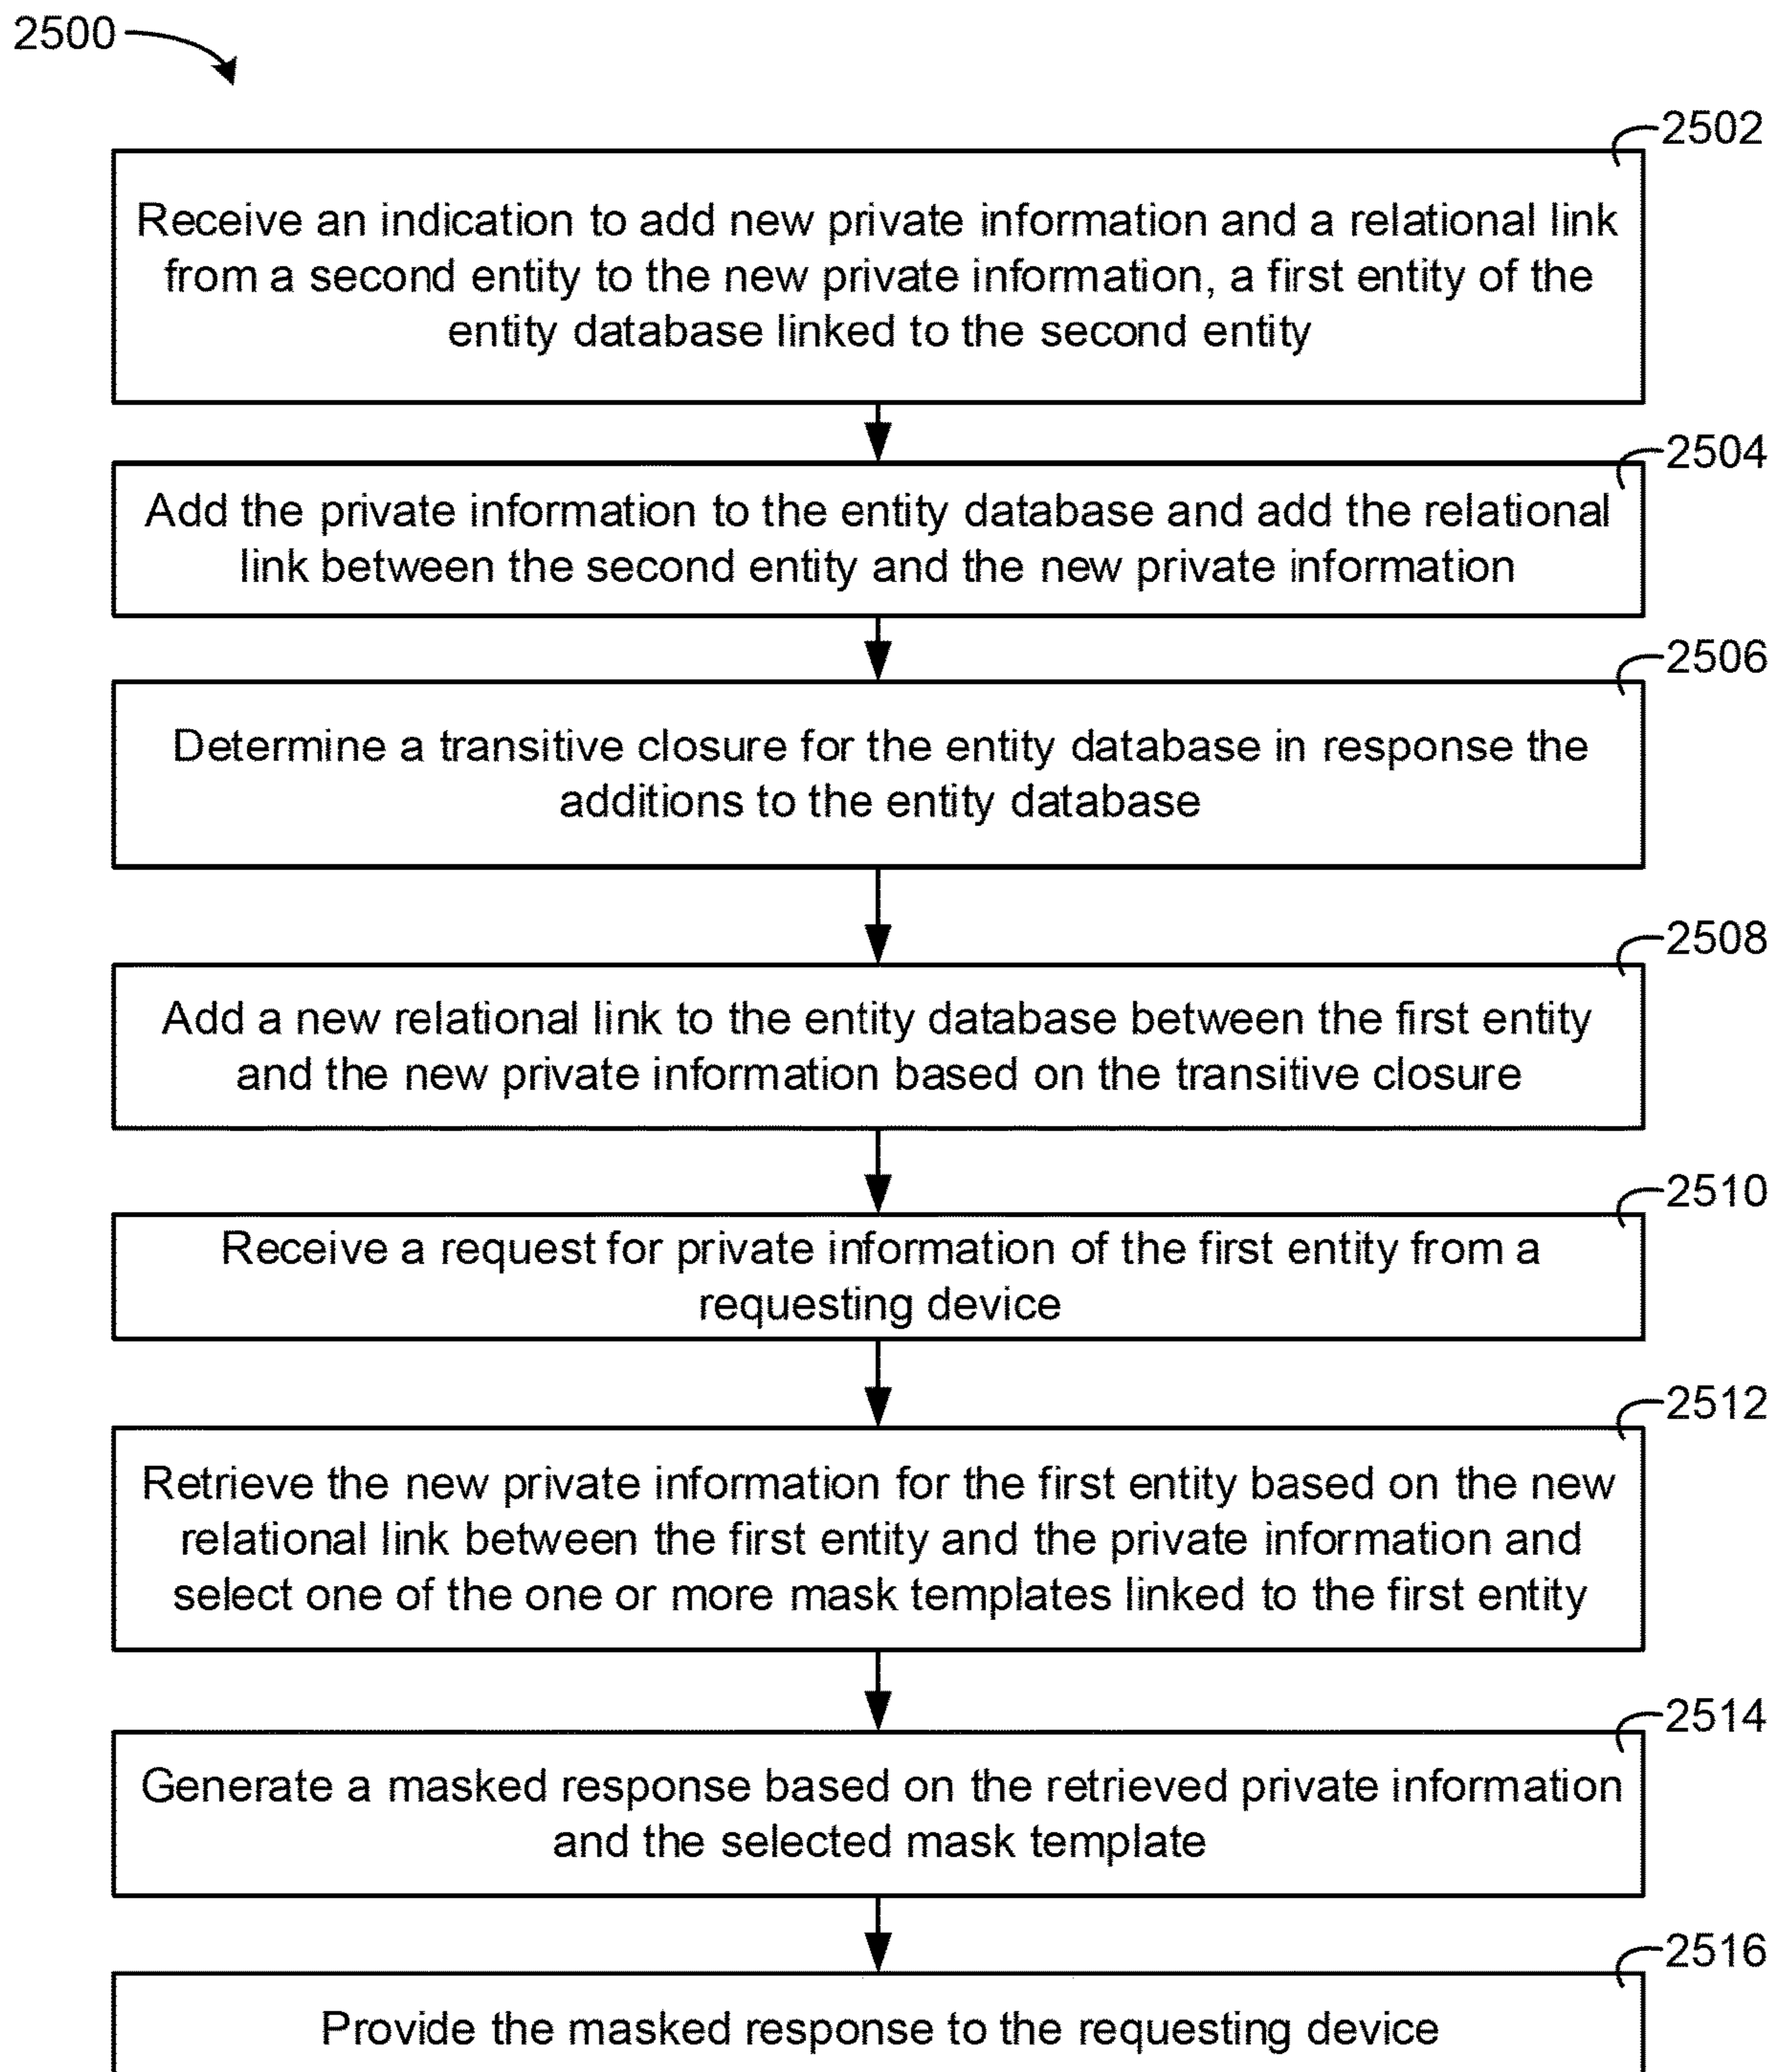 2500
2502
Receive an indication to add new private information and a relational link
from a second entity to the new private information, a first entity of the
entity database linked to the second entity
2504
Add the private information to the entity database and add the relational
link between the second entity and the new private information
2506
Determine a transitive closure for the entity database in response the
additions to the entity database
2508
Add a new relational link to the entity database between the first entity
and the new private information based on the transitive closure
2510
Receive a request for private information of the first entity from a
requesting device
2512
Retrieve the new private information for the first entity based on the new
relational link between the first entity and the private information and
select one of the one or more mask templates linked to the first entity
2514
Generate a masked response based on the retrieved private information
and the selected mask template
2516
Provide the masked response to the requesting device